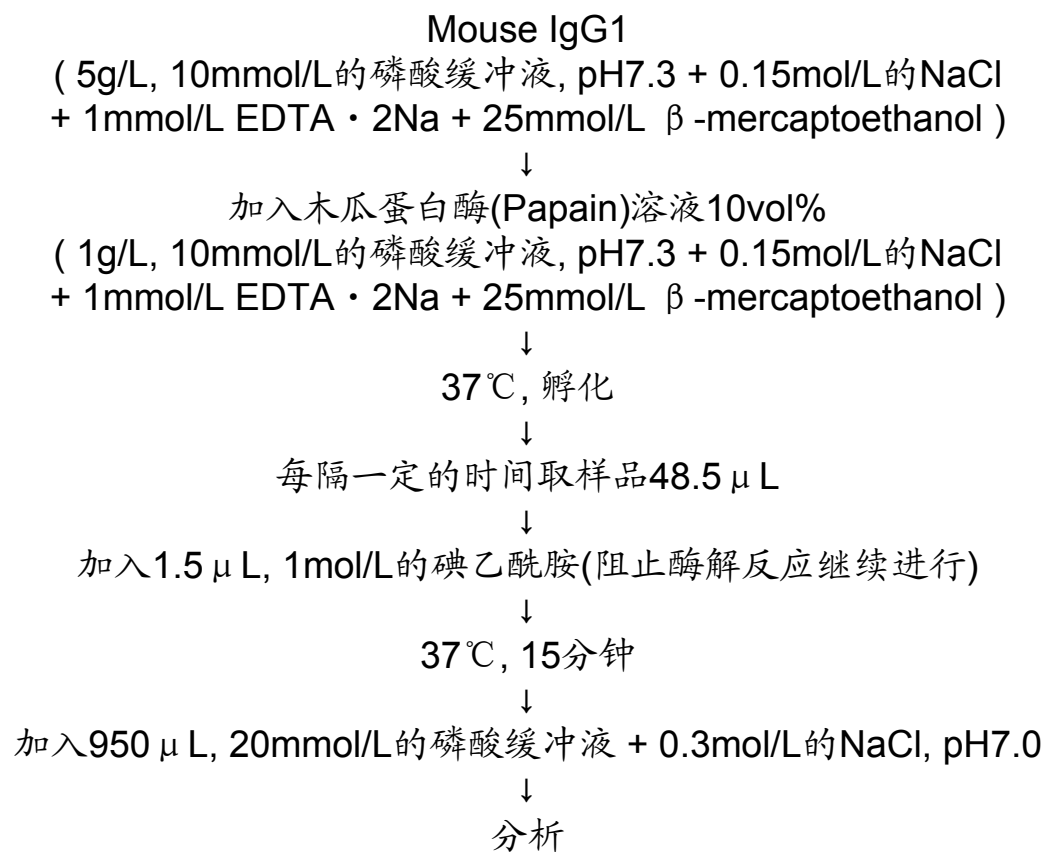 Mouse IgG1
( 5g/L, 10mmol/L的磷酸缓冲液, pH7.3 + 0.15mol/L的NaCl
+ 1mmol/L EDTA・2Na + 25mmol/L β-mercaptoethanol )
↓
加入木瓜蛋白酶(Papain)溶液10vol%
( 1g/L, 10mmol/L的磷酸缓冲液, pH7.3 + 0.15mol/L的NaCl
+ 1mmol/L EDTA・2Na + 25mmol/L β-mercaptoethanol )
↓
37℃, 孵化
↓
每隔一定的时间取样品48.5μL
↓
加入1.5μL, 1mol/L的碘乙酰胺(阻止酶解反应继续进行)
↓
37℃, 15分钟
↓
加入950μL, 20mmol/L的磷酸缓冲液 + 0.3mol/L的NaCl, pH7.0
↓
分析